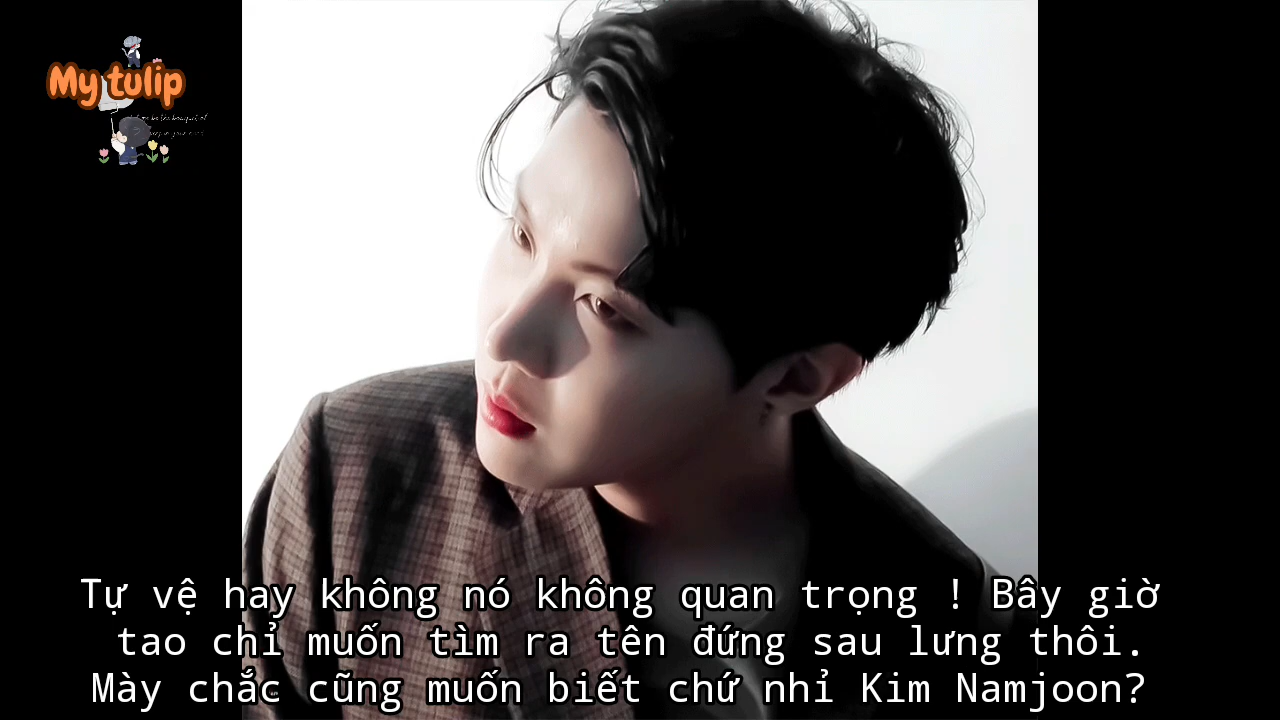 My tulip
Tự vệ hay không nó không quan trọng ! Bây giờ
tao chỉ muốn tìm ra tên đứng sau lưng thôi.
Mày chắc cũng muốn biết chứ nhỉ Kim Namjoon?